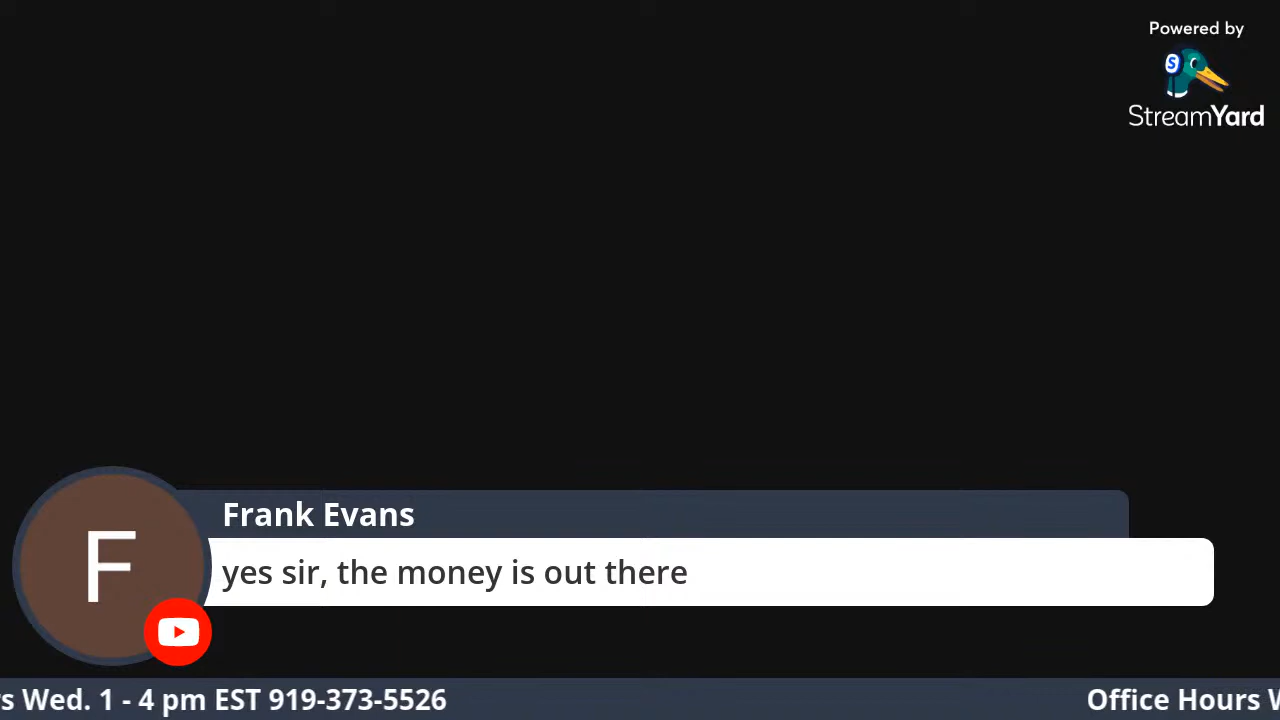 Powered by
S
StreamYard
F
Frank Evans
yes sir, the money is out there
s Wed. 1 - 4 pm EST 919-373-5526 Office Hours W